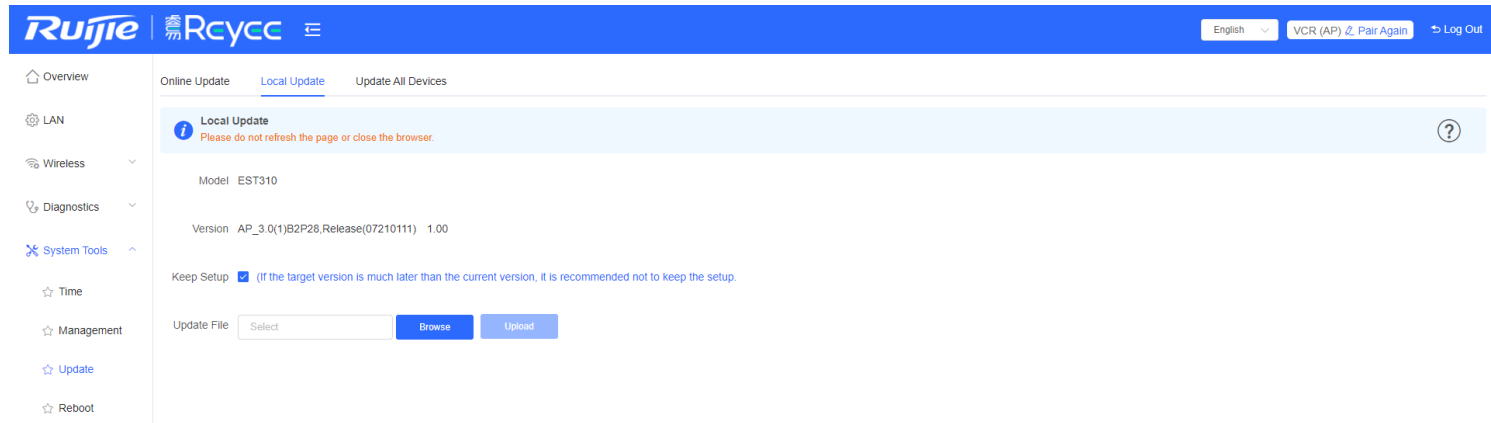 Ruijie 睿易 Reyee English VCR (AP) Pair Again Log Out
Overview
LAN
Wireless
Diagnostics
System Tools
Time
Management
Update
Reboot
Online Update Local Update Update All Devices
Local Update
Please do not refresh the page or close the browser.
Model EST310
Version AP_3.0(1)B2P28,Release(07210111) 1.00
Keep Setup (If the target version is much later than the current version, it is recommended not to keep the setup.
Update File Select Browse Upload